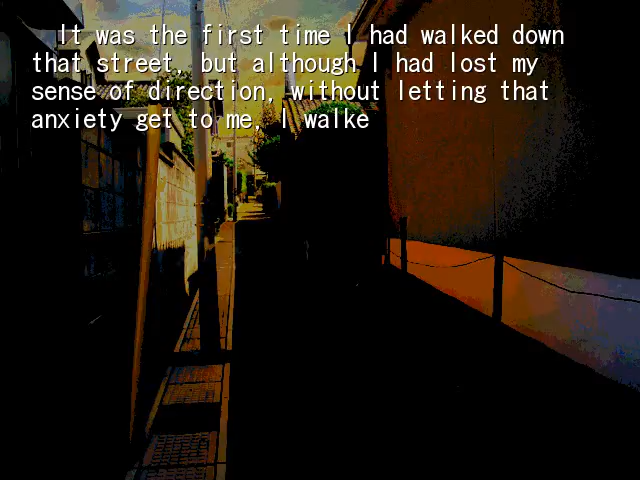 It was the first time I had walked down
that street, but although I had lost my
sense of direction, without letting that
anxiety get to me, I walke